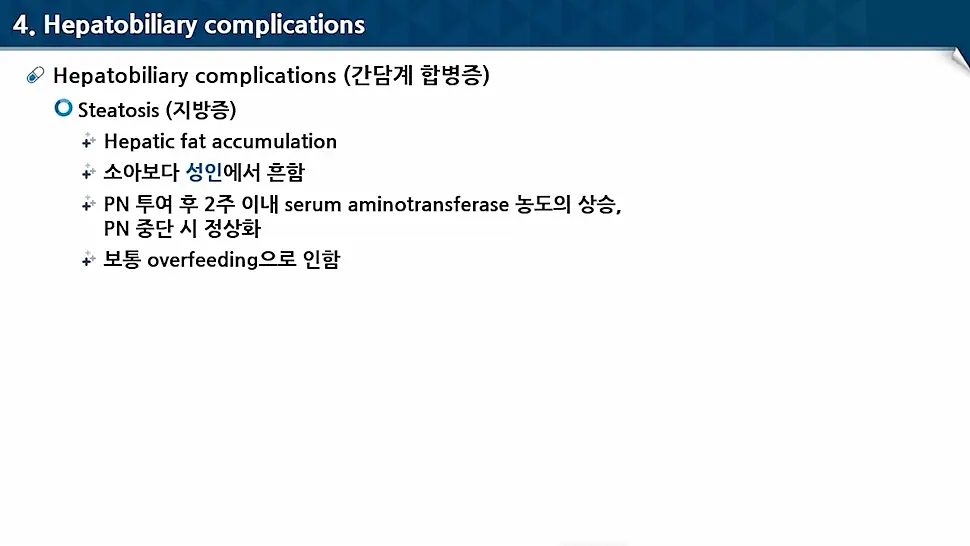 4. Hepatobiliary complications
Hepatobiliary complications (간담계 합병증)
Steatosis (지방증)
Hepatic fat accumulation
소아보다 성인에서 흔함
PN 투여 후 2주 이내 serum aminotransferase 농도의 상승,
PN 중단 시 정상화
보통 overfeeding으로 인함